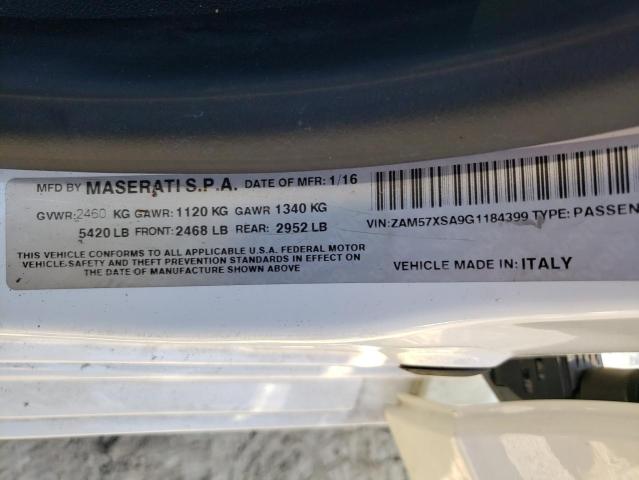 MFD BY MASERATI S.P.A. DATE OF MFR: 1/16
GVWR: 2460 KG GAWR: 1120 KG GAWR 1340 KG
5420 LB FRONT: 2468 LB REAR: 2952 LB
THIS VEHICLE CONFORMS TO ALL APPLICABLE U.S.A. FEDERAL MOTOR
VEHICLE-SAFETY AND THEFT PREVENTION STANDARDS IN EFFECT ON
THE DATE OF MANUFACTURE SHOWN ABOVE
VIN: ZAM57XSA9G1184399 TYPE: PASSEN
VEHICLE MADE IN: ITALY